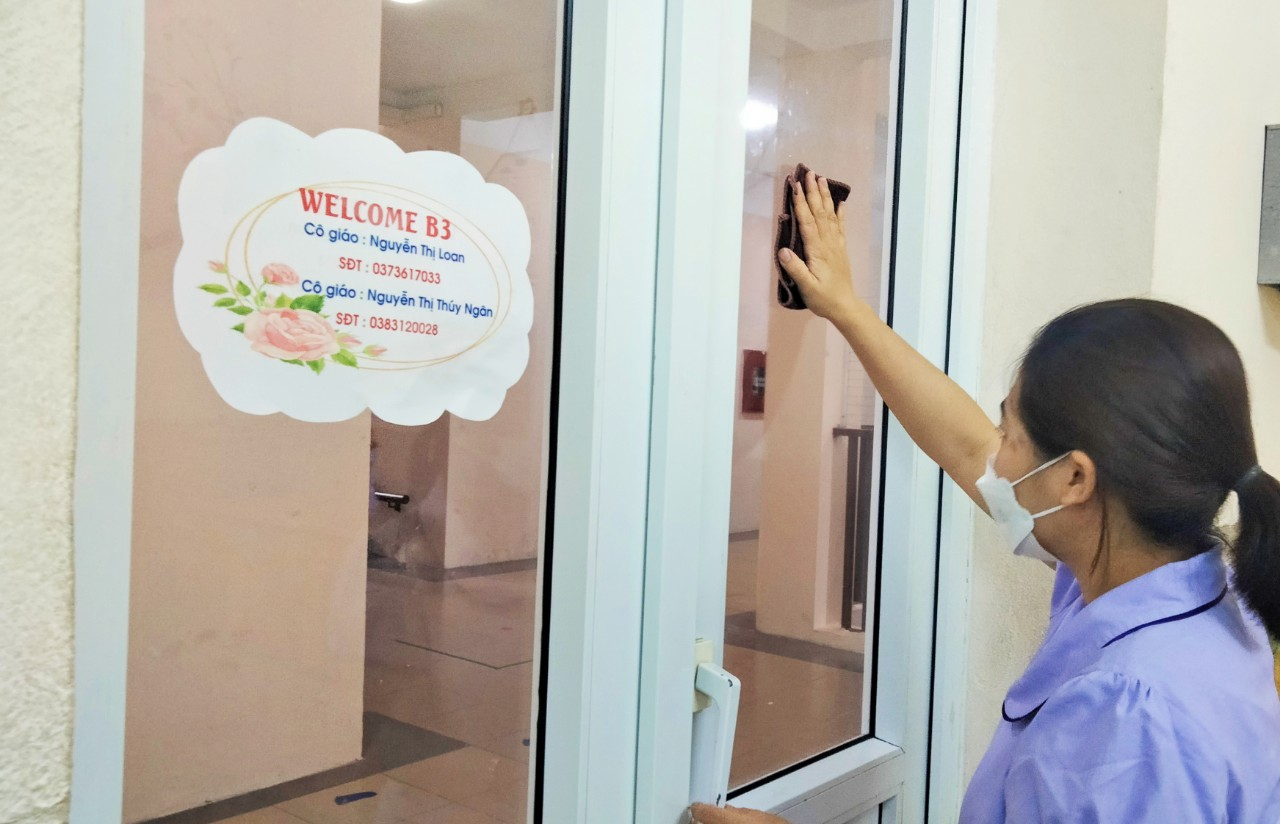 WELCOME B3
Cô giáo : Nguyễn Thị Loan
SĐT : 0373617033
Cô giáo : Nguyễn Thị Thúy Ngân
SĐT : 0383120028